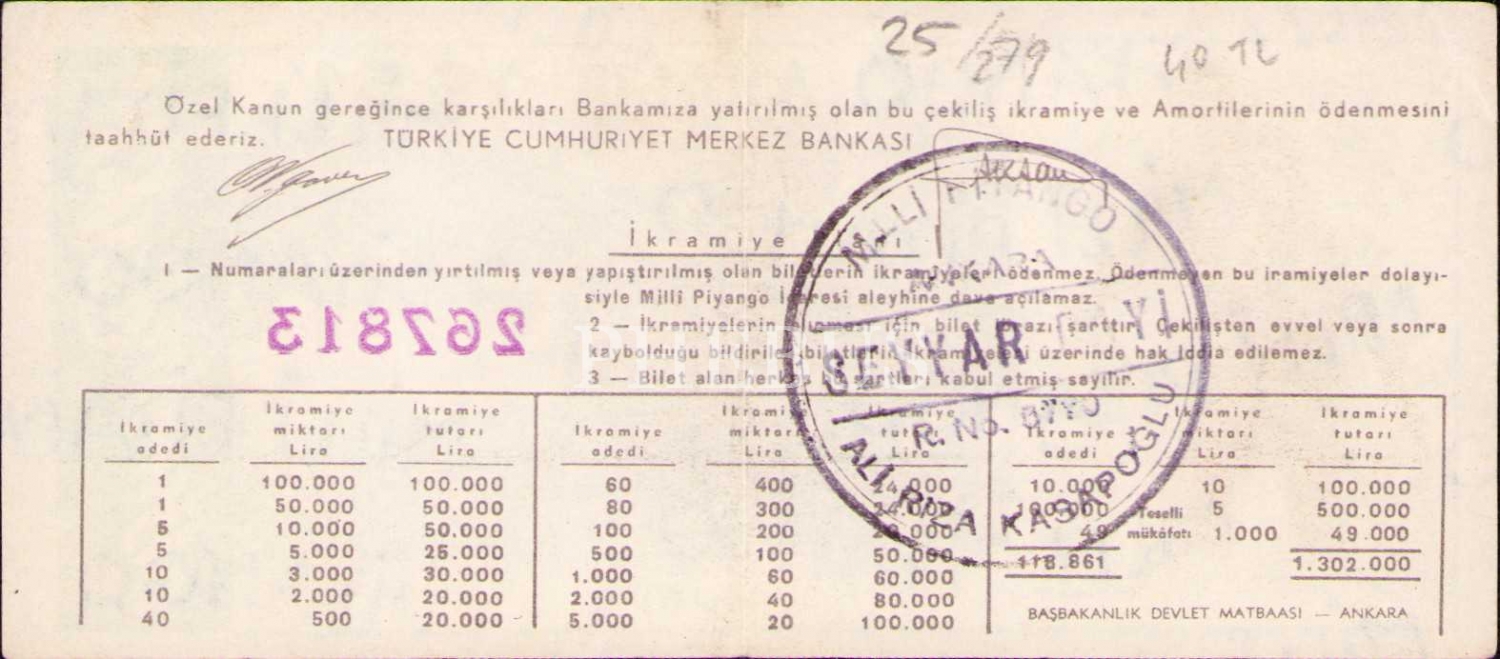 25/279
40 TL
Özel Kanun gereğince karşılıkları Bankamıza yatırılmış olan bu çekiliş ikramiye ve Amortilerinin ödenmesini
taahhüt ederiz. TÜRKİYE CUMHURİYET MERKEZ BANKASI
İkramiye
1 — Numaraları üzerinden yırtılmış veya yapıştırılmış olan biletlerin ikramiyeleri ödenmez. Ödenmeyen bu iramiyeler dolayı-
siyle Millî Piyango İdaresi aleyhine dava açılamaz.
2 — İkramiyelerin alınması için bilet ibrazı şarttır. Çekilişten evvel veya sonra
kaybolduğu bildirilen biletlerin ikramiyeleri üzerinde hak iddia edilemez.
3 — Bilet alan herkes bu şartları kabul etmiş sayılır.
267813
MİLLİ PİYANGO
ANKARA
SEYYAR BAYİ
R. No.
ALİ RIZA KASAPOĞLU
İkramiye adedi İkramiye miktarı Lira İkramiye tutarı Lira İkramiye adedi İkramiye miktarı Lira İkramiye tutarı Lira İkramiye adedi İkramiye miktarı Lira İkramiye tutarı Lira
1 100.000 100.000 60 400 24.000 10.000 10 100.000
1 50.000 50.000 80 300 24.000 100.000 5 500.000
5 10.000 50.000 100 200 20.000 49 Teselli mükâfatı 1.000 49.000
5 5.000 25.000 500 100 50.000 118.861 1.302.000
10 3.000 30.000 1.000 60 60.000
10 2.000 20.000 2.000 40 80.000
40 500 20.000 5.000 20 100.000
BAŞBAKANLIK DEVLET MATBAASI — ANKARA